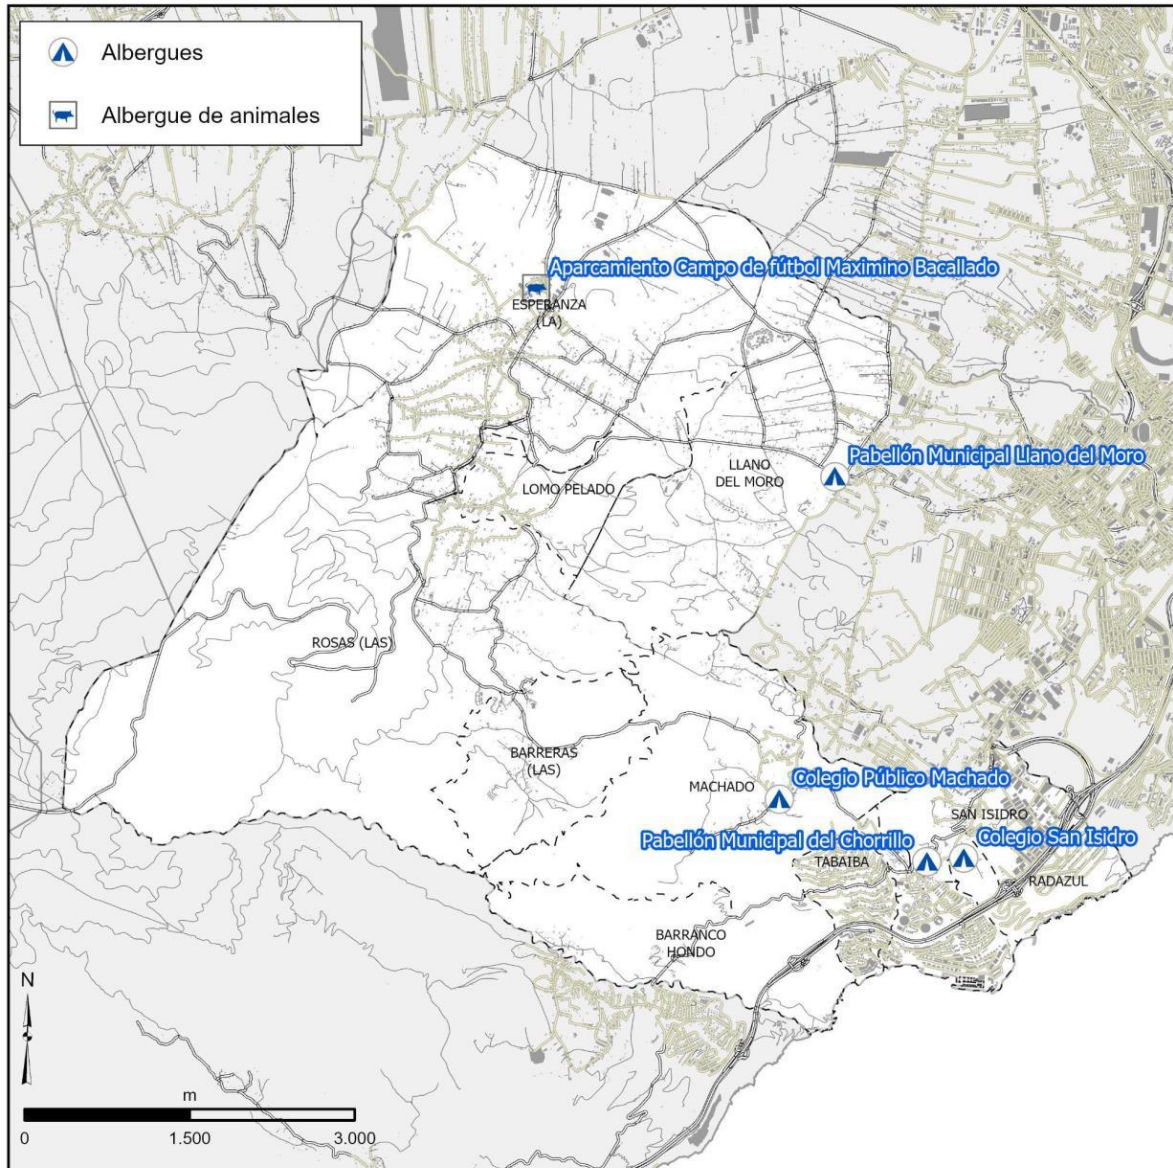 Albergues
Albergue de animales
Aparcamiento Campo de fútbol Maximino Bacallado
ESPERANZA
(LA)
Pabellón Municipal Llano del Moro
LLANO
DEL MORO
LOMO PELADO
ROSAS (LAS)
BARRERAS
(LAS)
MACHADO
Colegio Público Machado
SAN ISIDRO
Pabellón Municipal del Chorrillo
Colegio San Isidro
TABAIBA
RADAZUL
BARRANCO
HONDO
N
m
0 1.500 3.000